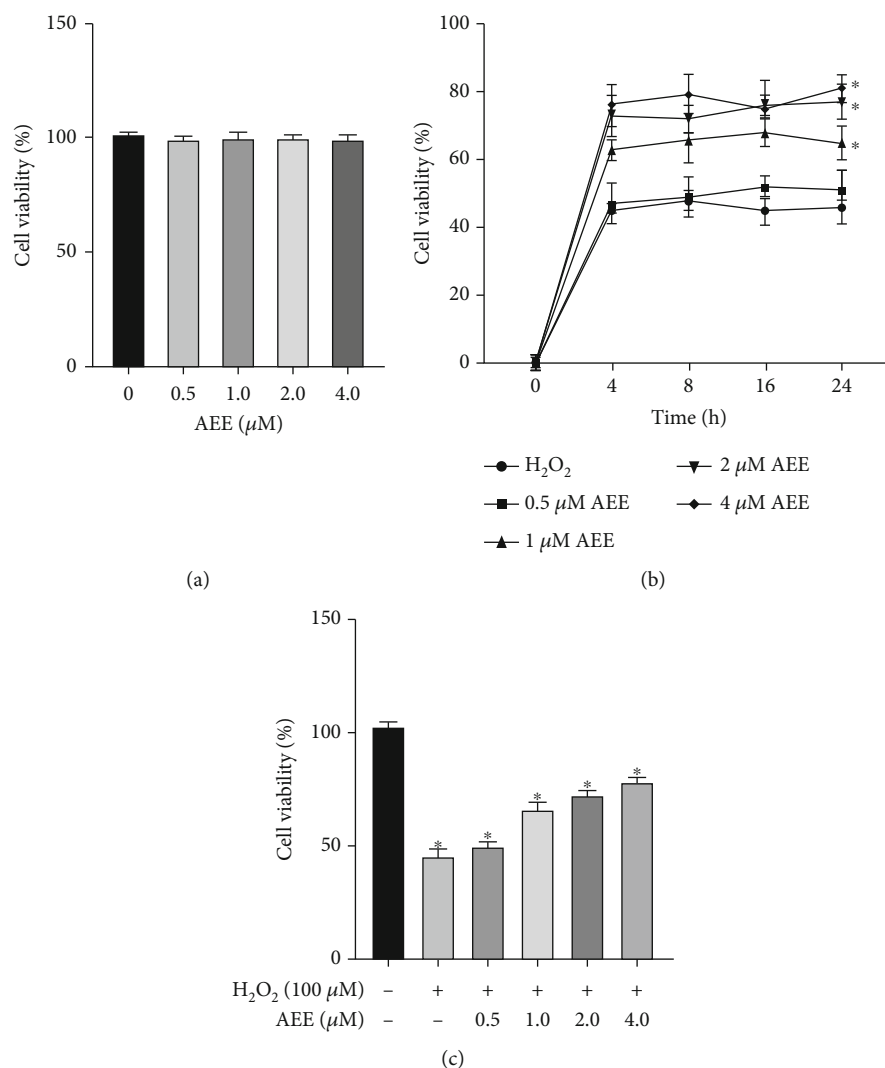 150
100
50
0
Cell viability (%)
0 0.5 1.0 2.0 4.0
AEE (μM)
(a)
100
80
60
40
20
0
Cell viability (%)
*
*
*
0 4 8 16 24
Time (h)
H₂O₂
0.5 μM AEE
1 μM AEE
2 μM AEE
4 μM AEE
(b)
150
100
50
0
Cell viability (%)
* * * * *
H₂O₂ (100 μM) – + + + + +
AEE (μM) – – 0.5 1.0 2.0 4.0
(c)